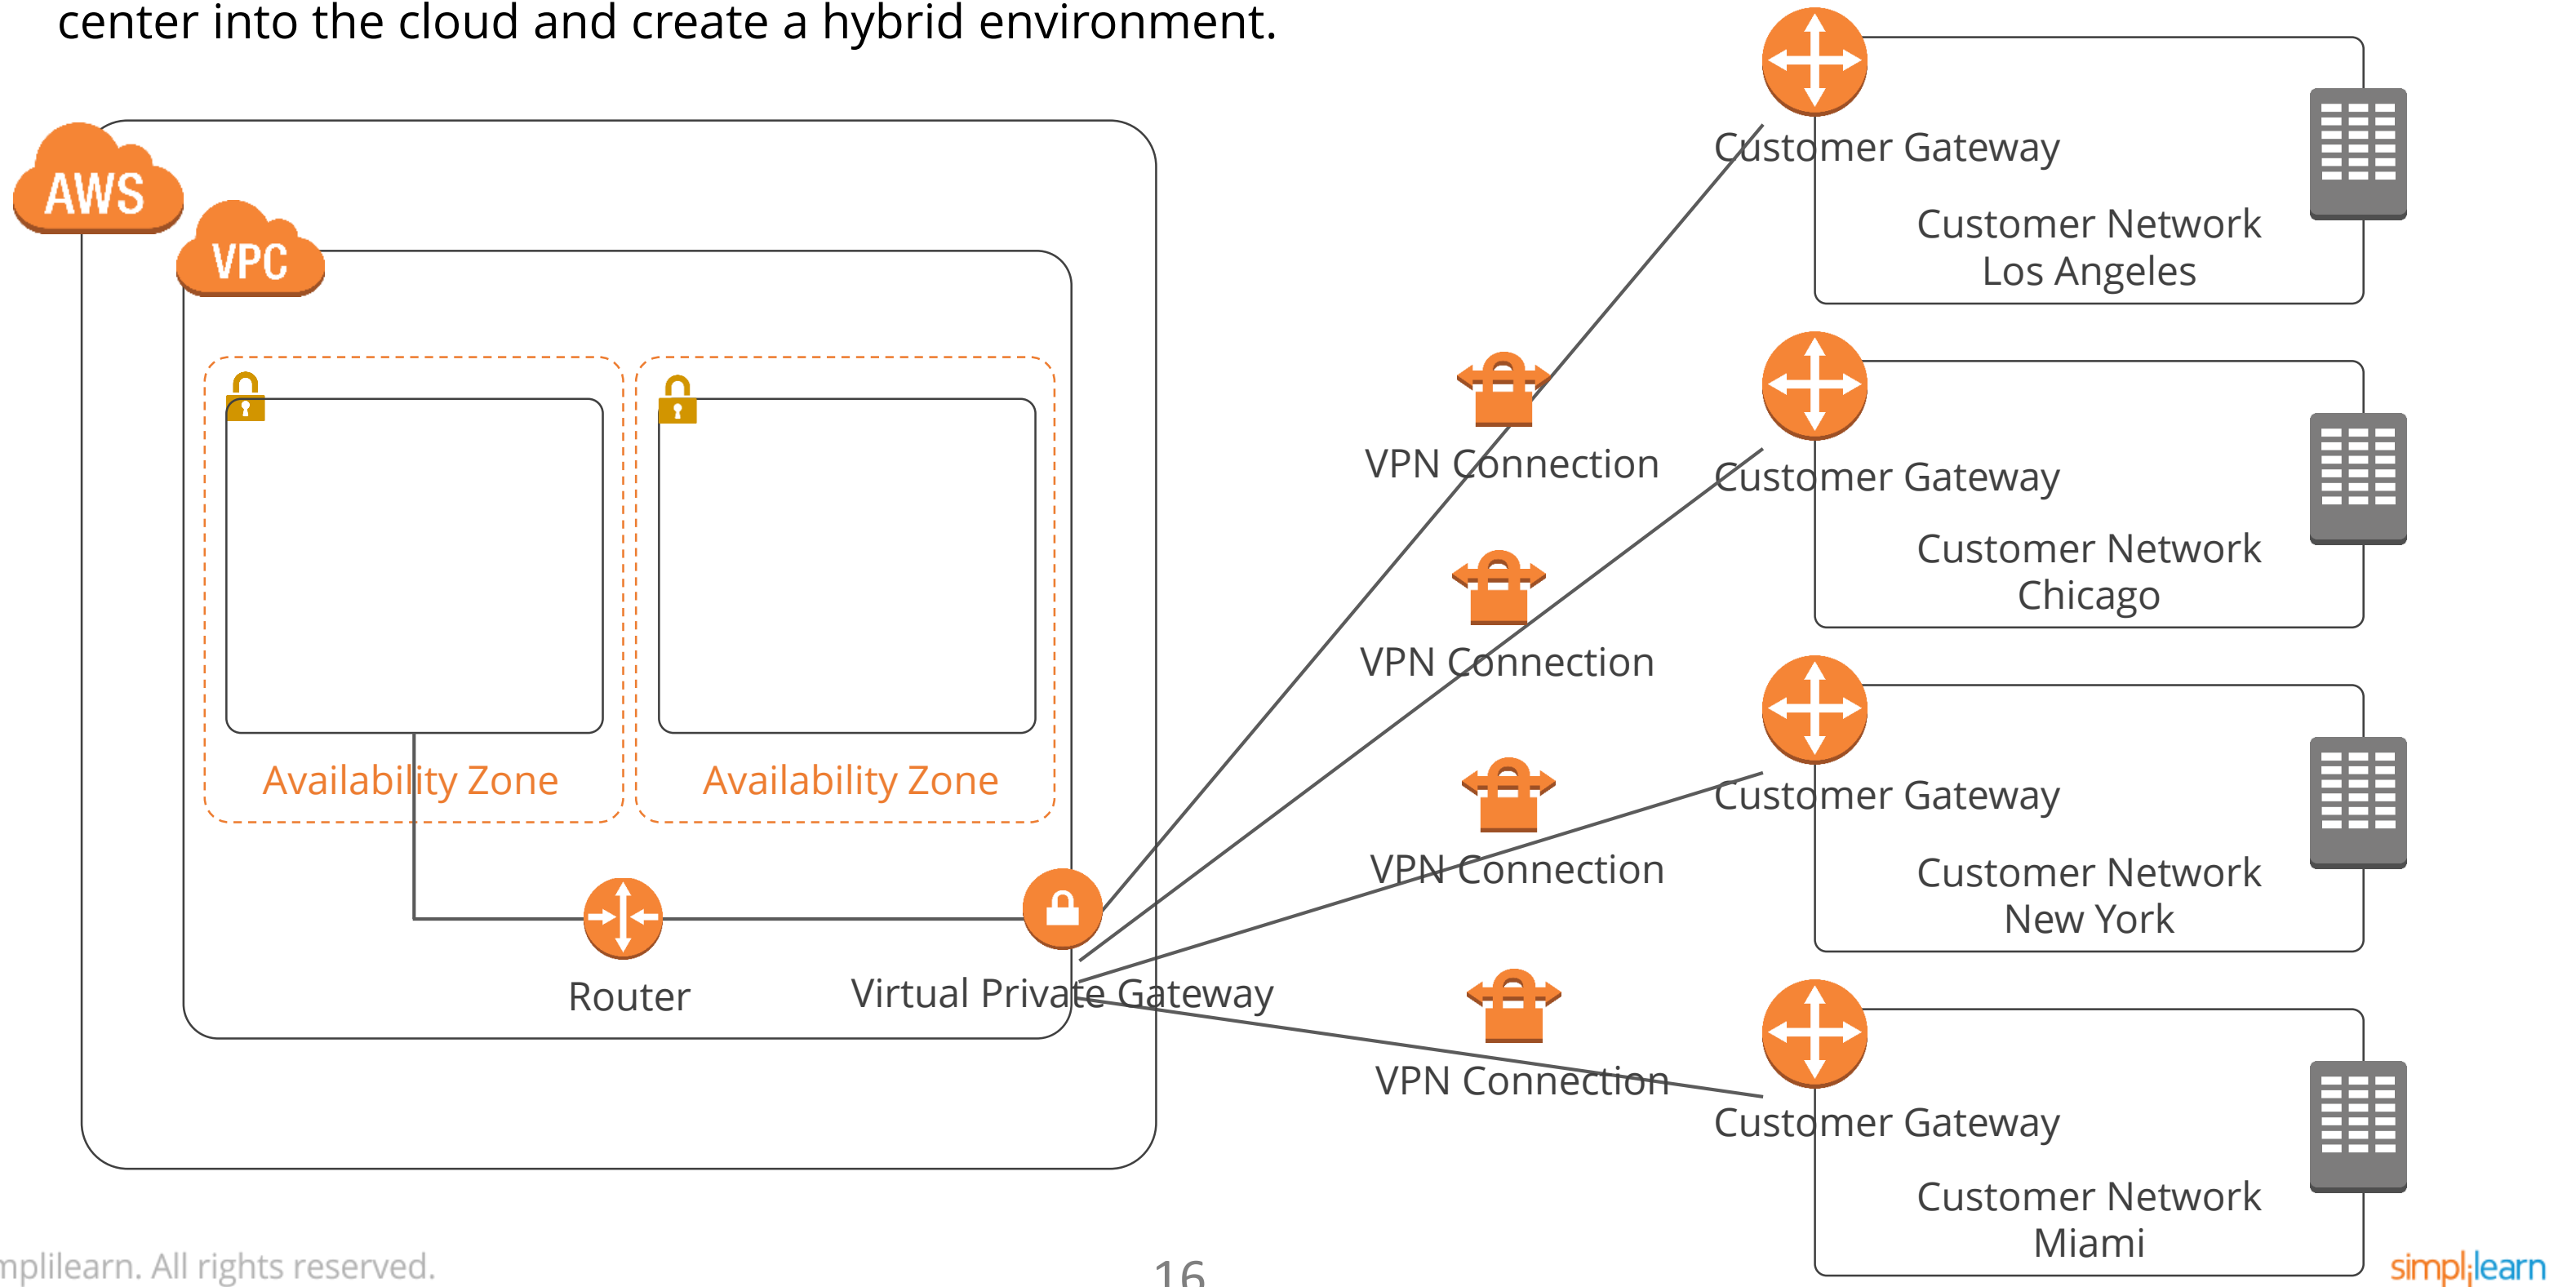 center into the cloud and create a hybrid environment.
AWS
VPC
Availability Zone
Availability Zone
Router
Virtual Private Gateway
VPN Connection
VPN Connection
VPN Connection
VPN Connection
Customer Gateway
Customer Network
Los Angeles
Customer Gateway
Customer Network
Chicago
Customer Gateway
Customer Network
New York
Customer Gateway
Customer Network
Miami
mplilearn. All rights reserved.
16
simplilearn